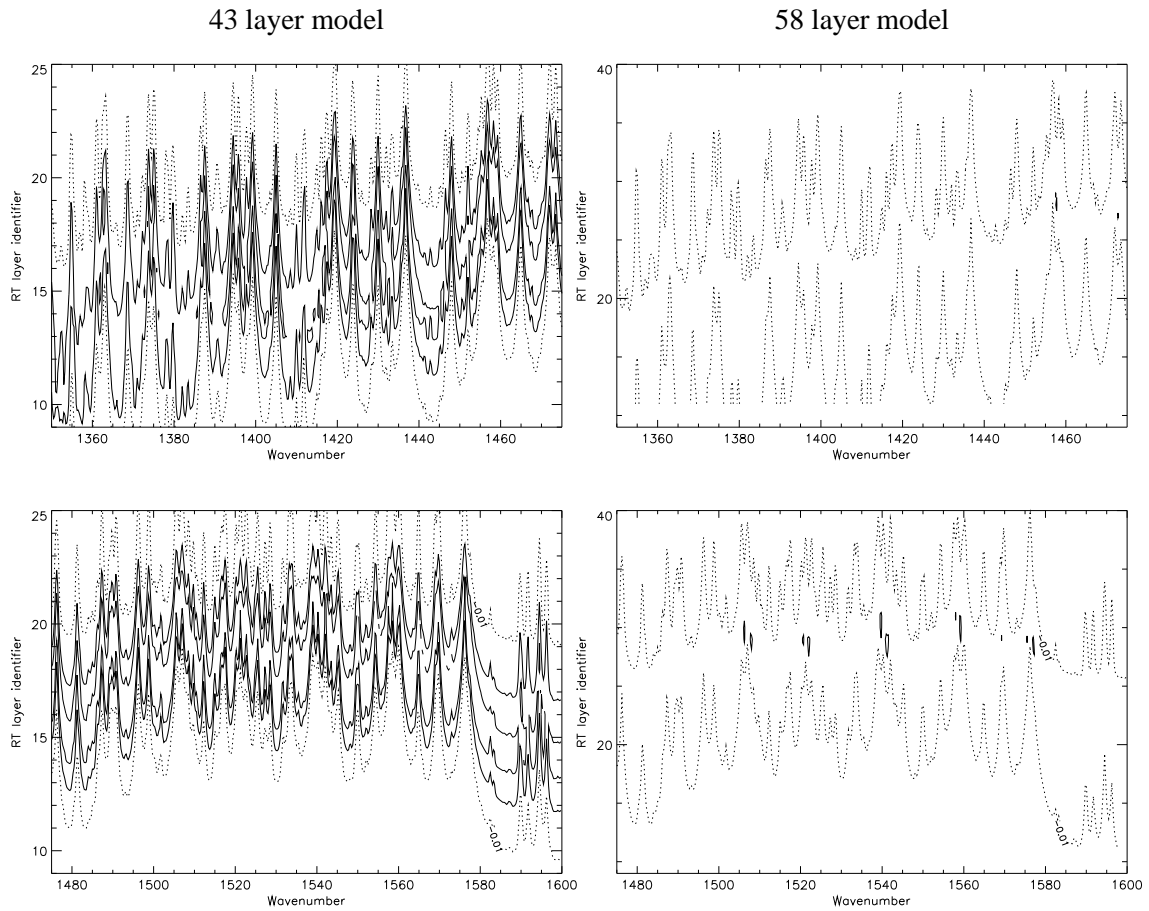 43 layer model
58 layer model
25
20
15
10
RT layer identifier
1360 1380 1400 1420 1440 1460
Wavenumber
40
20
RT layer identifier
1360 1380 1400 1420 1440 1460
Wavenumber
25
20
15
10
RT layer identifier
-0.01
-0.01
1480 1500 1520 1540 1560 1580 1600
Wavenumber
40
20
RT layer identifier
-0.01
-0.01
1480 1500 1520 1540 1560 1580 1600
Wavenumber